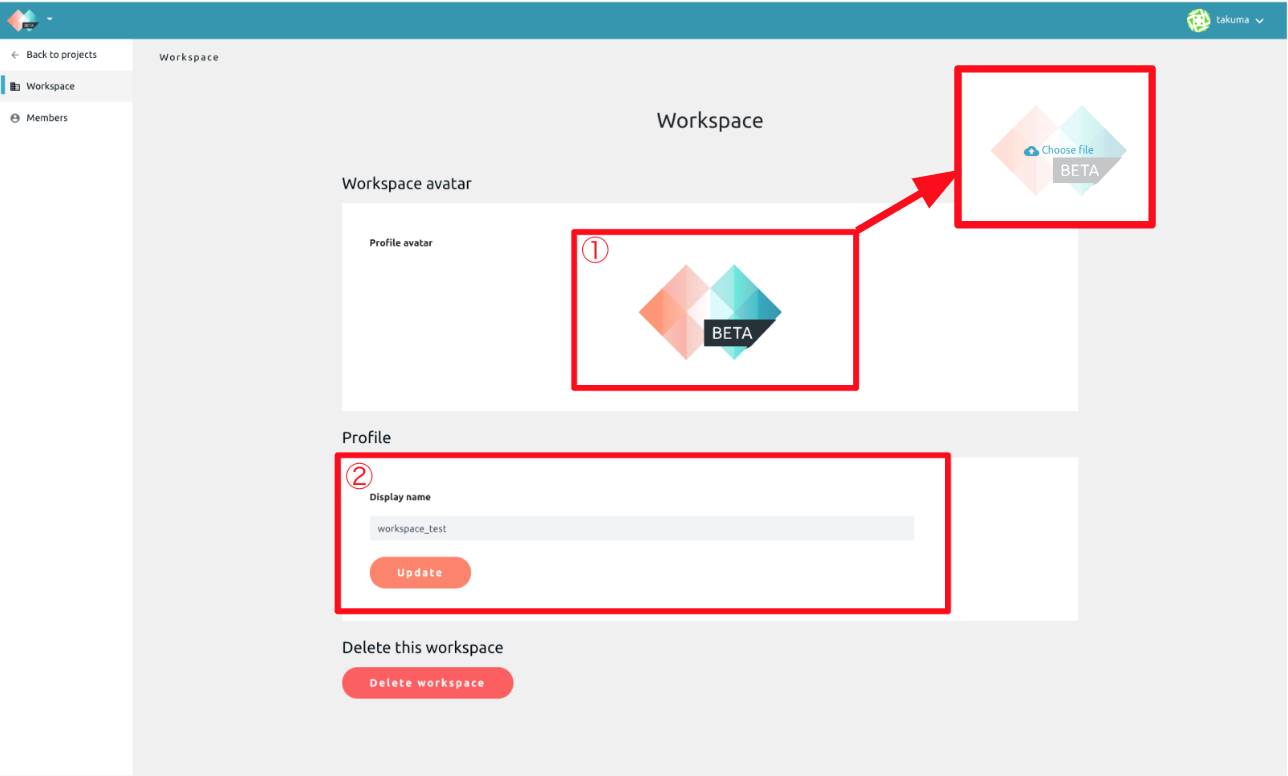 BETA
takuma
Back to projects
Workspace
Workspace
Members
Workspace
Choose file
BETA
Workspace avatar
Profile avatar
①
BETA
Profile
②
Display name
workspace_test
Update
Delete this workspace
Delete workspace